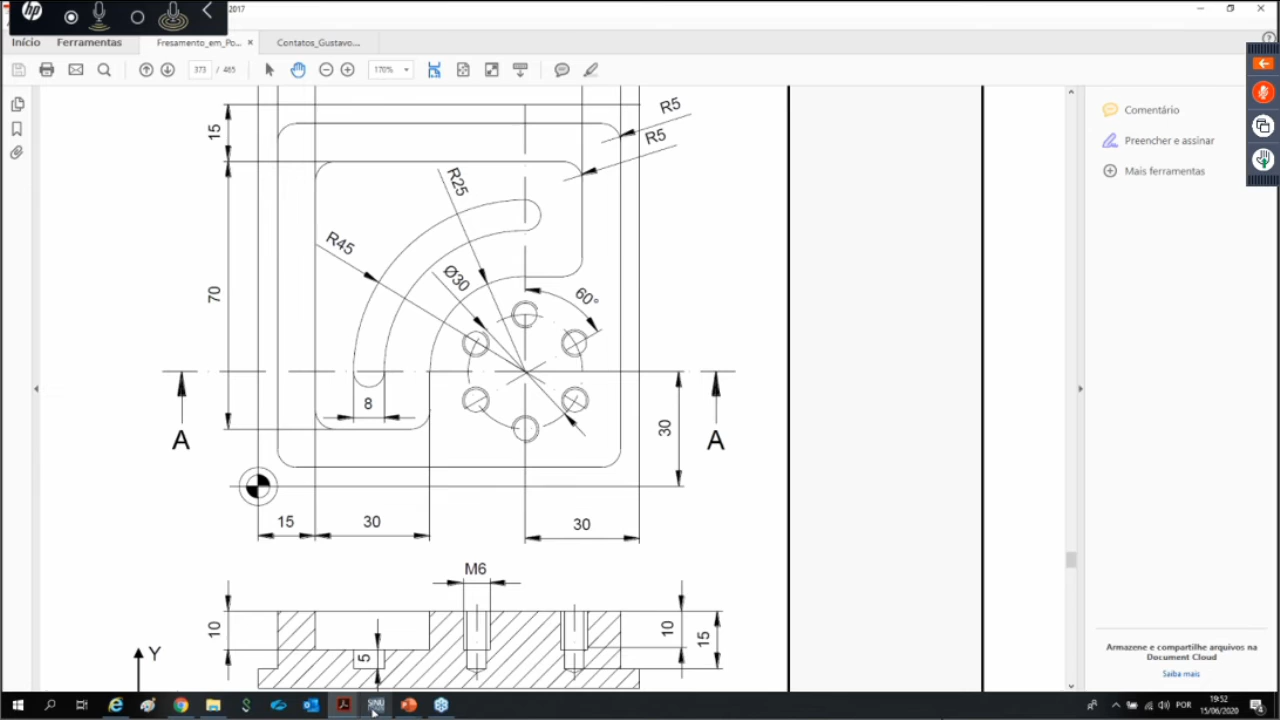 hp
2017
Início
Ferramentas
Fresamento_em_Po... ×
Contatos_Gustavo...
373 / 465
170%
Comentário
Preencher e assinar
Mais ferramentas
R5
R5
15
R25
R45
Ø30
60°
70
8
30
A
A
15
30
30
M6
10
5
10
15
Y
Armazene e compartilhe arquivos na
Document Cloud
Saiba mais
POR
19:52
15/06/2020